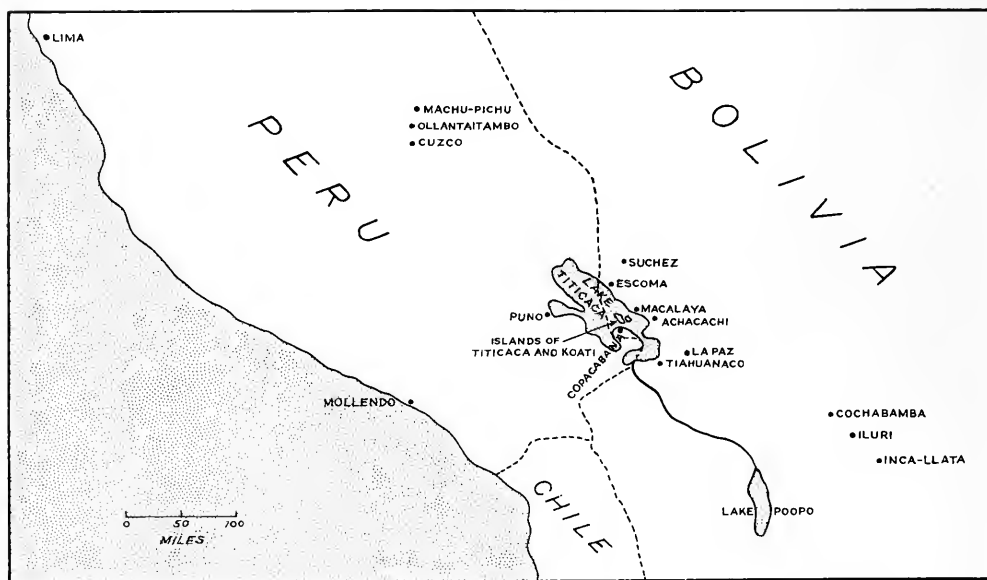 LIMA
PERU
BOLIVIA
MACHU-PICHU
OLLANTAITAMBO
CUZCO
SUCHEZ
ESCOMA
LAKE
TITICACA
MACALAYA
ACHACACHI
PUNO
ISLANDS OF
TITICACA AND KOATI
COPACABANA
LA PAZ
TIAHUANACO
MOLLENDO
COCHABAMBA
ILURI
INCA-LLATA
CHILE
LAKE POOPO
0 50 100
MILES